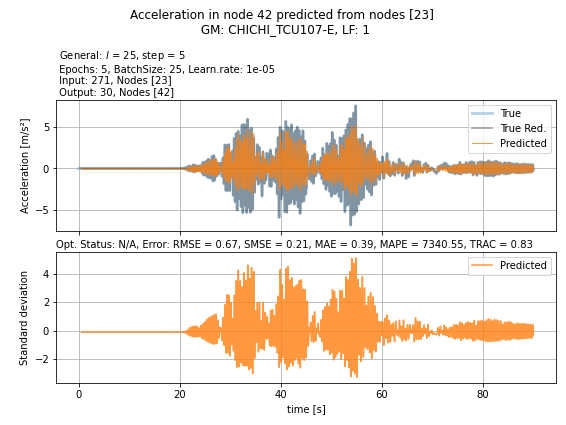 Acceleration in node 42 predicted from nodes [23]
GM: CHICHI_TCU107-E, LF: 1
General: l = 25, step = 5
Epochs: 5, BatchSize: 25, Learn.rate: 1e-05
Input: 271, Nodes [23]
Output: 30, Nodes [42]
Acceleration [m/s²]
5
0
−5
True
True Red.
Predicted
Opt. Status: N/A, Error: RMSE = 0.67, SMSE = 0.21, MAE = 0.39, MAPE = 7340.55, TRAC = 0.83
Standard deviation
4
2
0
−2
Predicted
0 20 40 60 80
time [s]